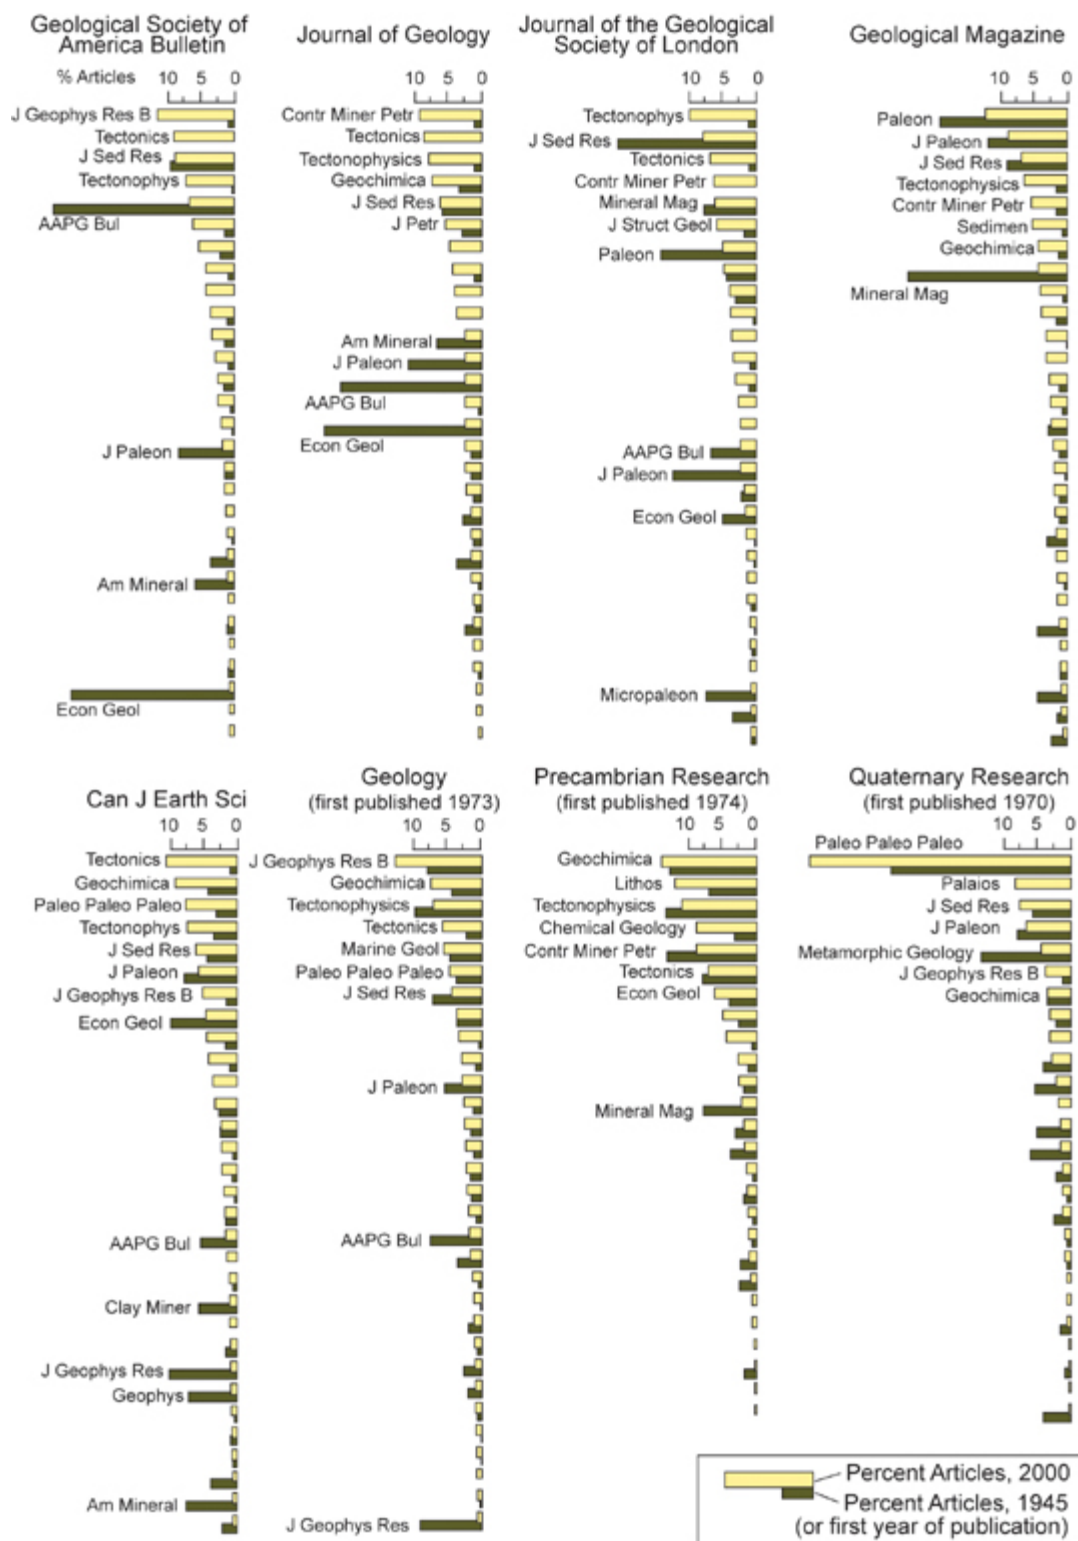 Geological Society of
America Bulletin
% Articles
10 5 0
J Geophys Res B
Tectonics
J Sed Res
Tectonophys
AAPG Bul
J Paleon
Am Mineral
Econ Geol
Journal of Geology
10 5 0
Contr Miner Petr
Tectonics
Tectonophysics
Geochimica
J Sed Res
J Petr
Am Mineral
J Paleon
AAPG Bul
Econ Geol
Journal of the Geological
Society of London
10 5 0
Tectonophys
J Sed Res
Tectonics
Contr Miner Petr
Mineral Mag
J Struct Geol
Paleon
AAPG Bul
J Paleon
Econ Geol
Micropaleon
Geological Magazine
10 5 0
Paleon
J Paleon
J Sed Res
Tectonophysics
Contr Miner Petr
Sedimen
Geochimica
Mineral Mag
Can J Earth Sci
10 5 0
Tectonics
Geochimica
Paleo Paleo Paleo
Tectonophys
J Sed Res
J Paleon
J Geophys Res B
Econ Geol
AAPG Bul
Clay Miner
J Geophys Res
Geophys
Am Mineral
Geology
(first published 1973)
10 5 0
J Geophys Res B
Geochimica
Tectonophysics
Tectonics
Marine Geol
Paleo Paleo Paleo
J Sed Res
J Paleon
AAPG Bul
J Geophys Res
Precambrian Research
(first published 1974)
10 5 0
Geochimica
Lithos
Tectonophysics
Chemical Geology
Contr Miner Petr
Tectonics
Econ Geol
Mineral Mag
Quaternary Research
(first published 1970)
10 5 0
Paleo Paleo Paleo
Palaios
J Sed Res
J Paleon
Metamorphic Geology
J Geophys Res B
Geochimica
Percent Articles, 2000
Percent Articles, 1945
(or first year of publication)